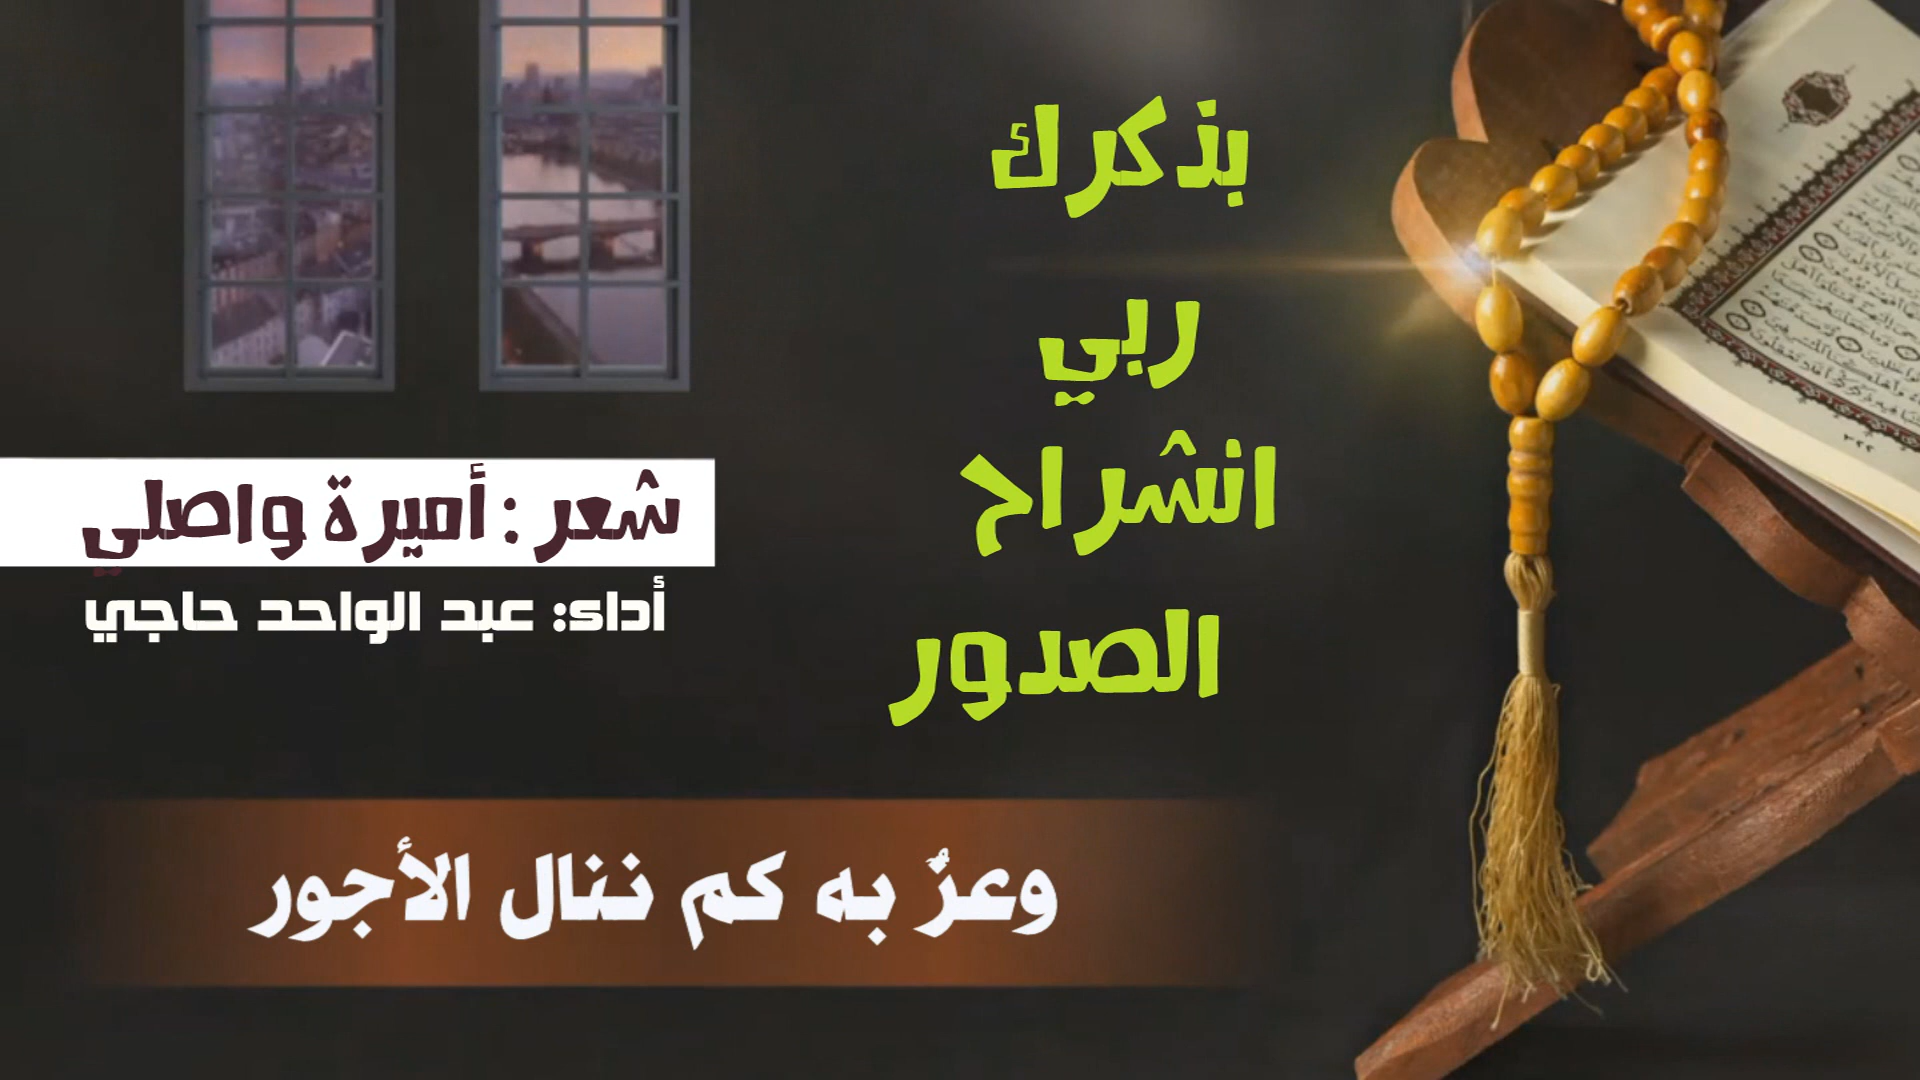 بذكرك
ربي
انشراح
الصدور
شعر : أميرة واصلي
أداء: عبد الواحد حاجي
وعزٌ به كم ننال الأجور